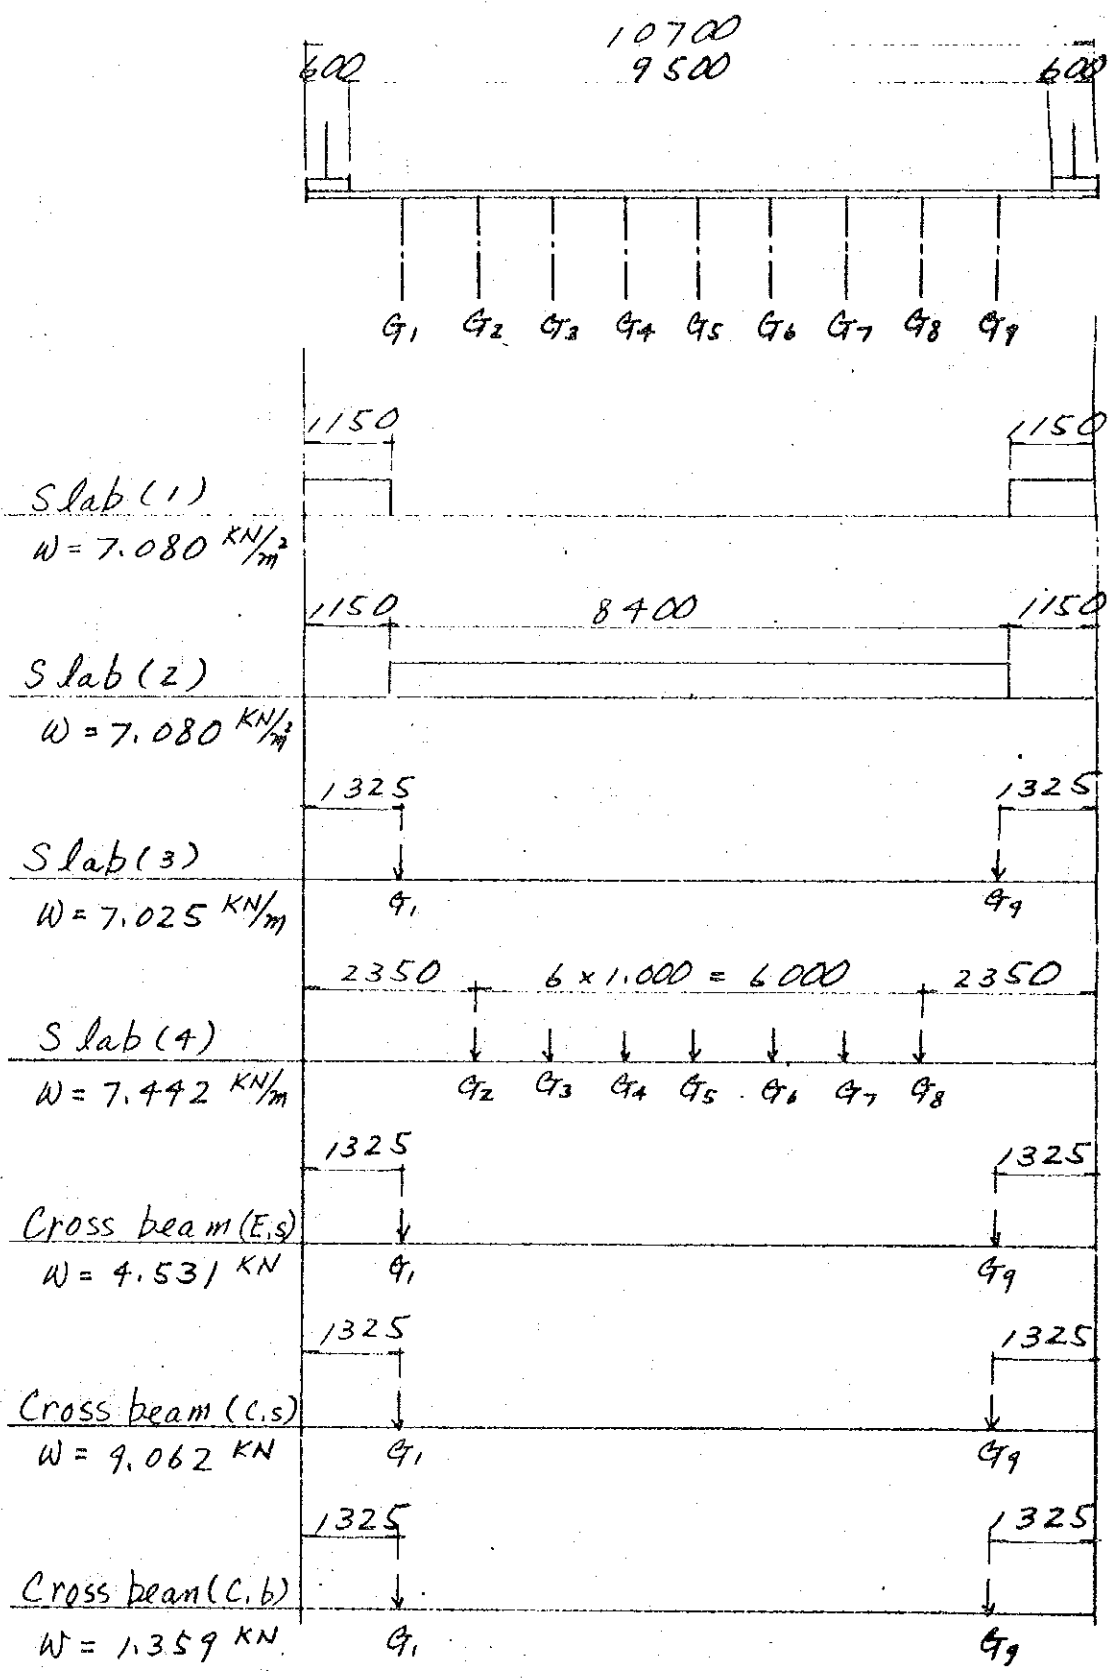 10700
600 9500 600
G1 G2 G3 G4 G5 G6 G7 G8 G9
1150 1150
Slab (1)
W = 7.080 KN/m²
1150 8400 1150
Slab (2)
W = 7.080 KN/m²
1325 1325
Slab (3)
W = 7.025 KN/m
G1 G9
2350 6 × 1.000 = 6000 2350
Slab (4)
W = 7.442 KN/m
G2 G3 G4 G5 G6 G7 G8
1325 1325
Cross beam (E.s)
W = 4.531 KN
G1 G9
1325 1325
Cross beam (C.s)
W = 9.062 KN
G1 G9
1325 1325
Cross beam (C.b)
W = 1.359 KN
G1 G9